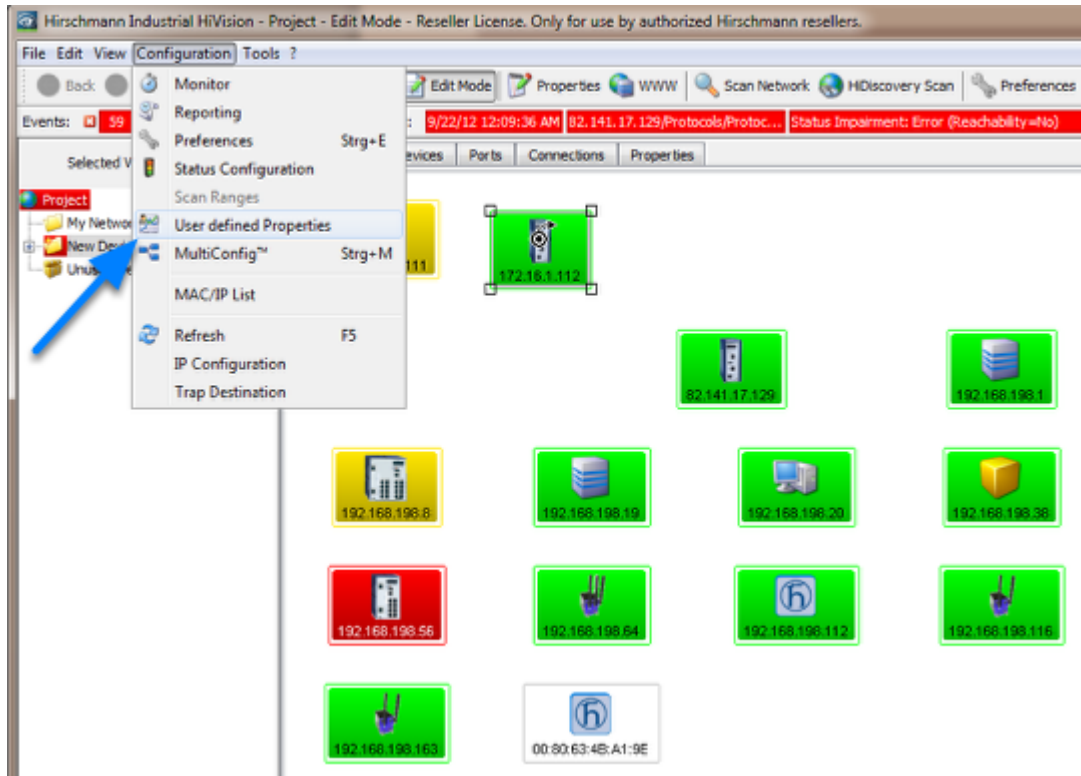 Hirschmann Industrial HiVision - Project - Edit Mode - Reseller License. Only for use by authorized Hirschmann resellers.
File Edit View Configuration Tools ?
Back Edit Mode Properties WWW Scan Network HiDiscovery Scan Preferences
Events: 59 : 9/22/12 12:09:36 AM 82.141.17.129/Protocols/Protoc... Status Impairment: Error (Reachability=No)
Selected V
evices Ports Connections Properties
Monitor
Reporting
Preferences Strg+E
Status Configuration
Scan Ranges
User defined Properties
MultiConfig™ Strg+M
MAC/IP List
Refresh F5
IP Configuration
Trap Destination
Project
My Networ
New Devi
Unus
111
172.16.1.112
82.141.17.129
192.168.198.1
192.168.198.8
192.168.198.19
192.168.198.20
192.168.198.38
192.168.198.56
192.168.198.64
192.168.198.112
192.168.198.116
192.168.198.163
00:80:63:4B:A1:9E